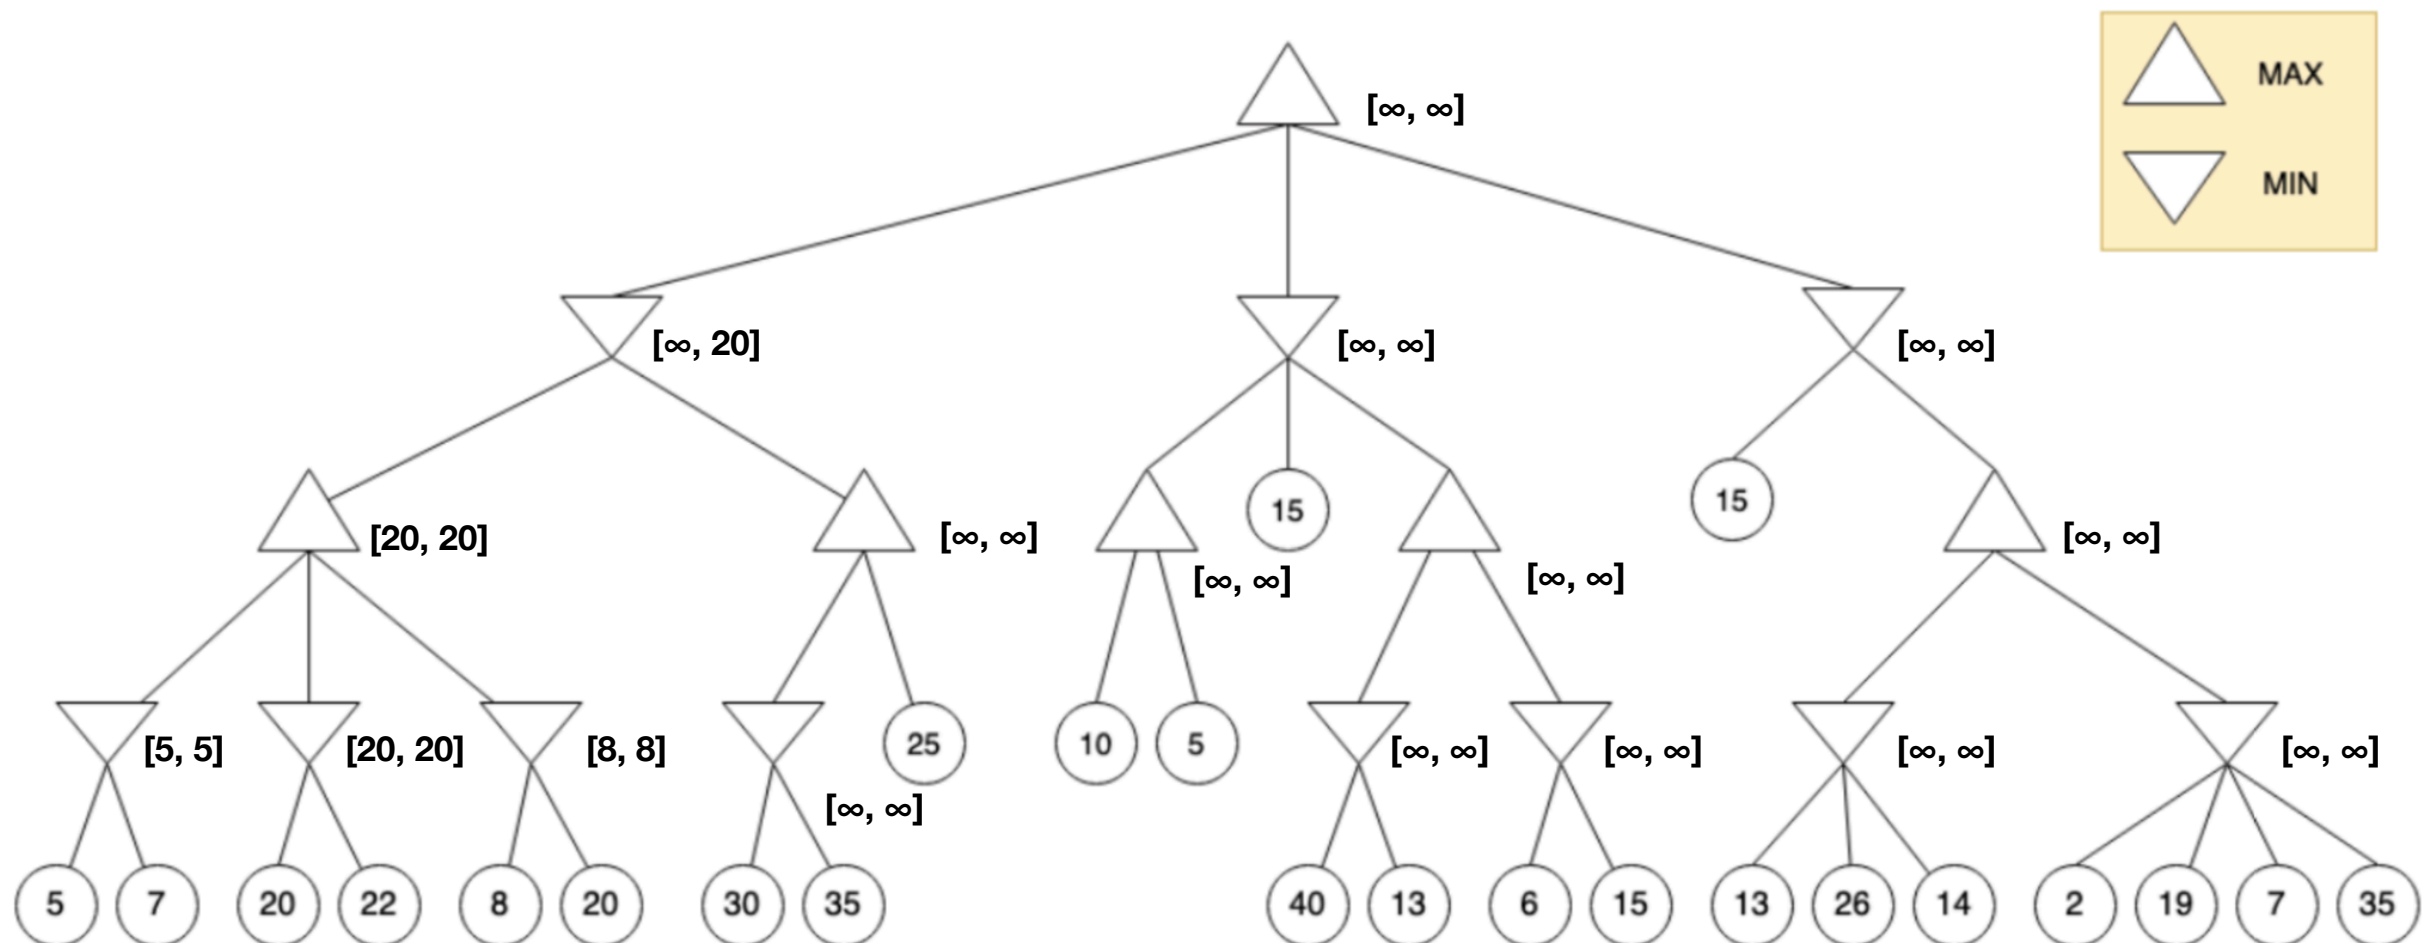 MAX
[∞, ∞]
MIN
[∞, 20] [∞, ∞] [∞, ∞]
15 15
[20, 20] [∞, ∞] [∞, ∞]
[∞, ∞] [∞, ∞]
25 10 5
[5, 5] [20, 20] [8, 8] [∞, ∞] [∞, ∞] [∞, ∞] [∞, ∞]
[∞, ∞]
5 7 20 22 8 20 30 35 40 13 6 15 13 26 14 2 19 7 35